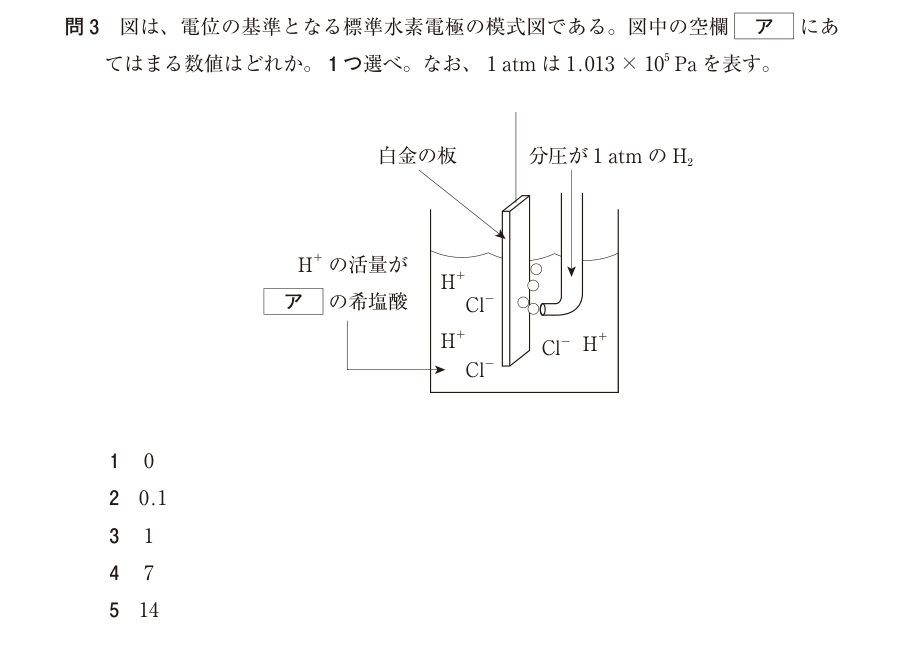 問3 図は、電位の基準となる標準水素電極の模式図である。図中の空欄 ア にあ
てはまる数値はどれか。1つ選べ。なお、1 atm は 1.013 × 10⁵ Pa を表す。
白金の板
分圧が 1 atm の H₂
H⁺ の活量が
ア の希塩酸
H⁺
Cl⁻
H⁺
Cl⁻
Cl⁻ H⁺
1 0
2 0.1
3 1
4 7
5 14